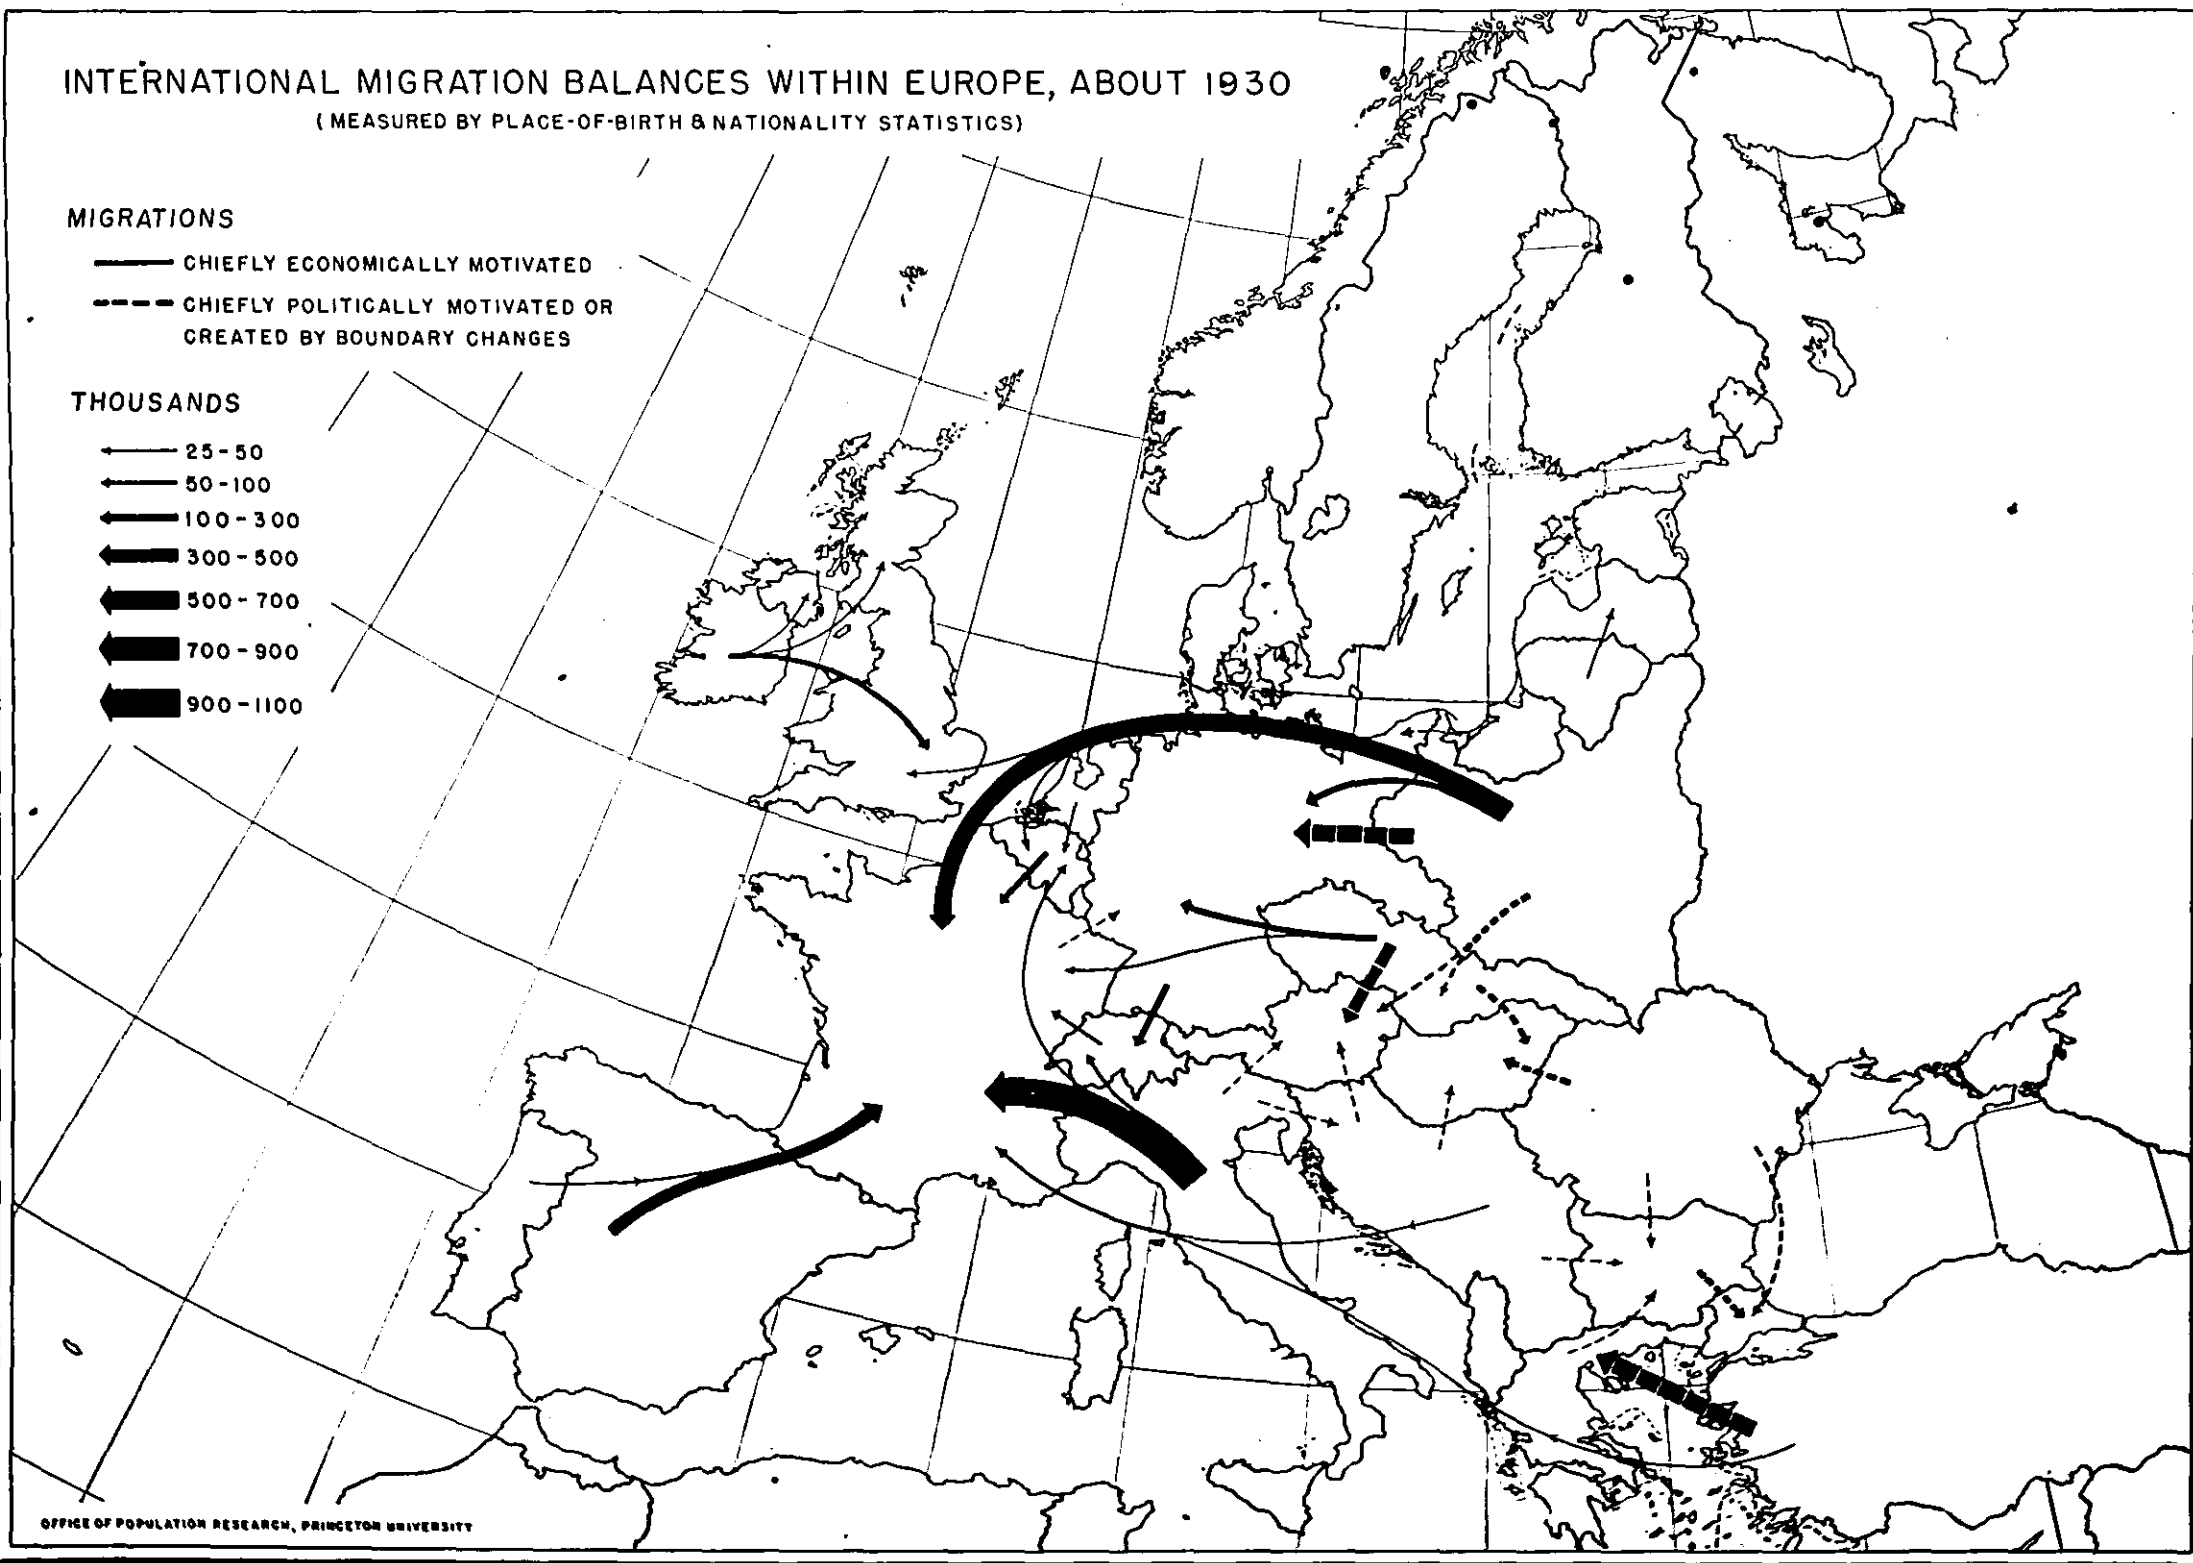 INTERNATIONAL MIGRATION BALANCES WITHIN EUROPE, ABOUT 1930
(MEASURED BY PLACE-OF-BIRTH & NATIONALITY STATISTICS)
MIGRATIONS
CHIEFLY ECONOMICALLY MOTIVATED
CHIEFLY POLITICALLY MOTIVATED OR
CREATED BY BOUNDARY CHANGES
THOUSANDS
25-50
50-100
100-300
300-500
500-700
700-900
900-1100
OFFICE OF POPULATION RESEARCH, PRINCETON UNIVERSITY